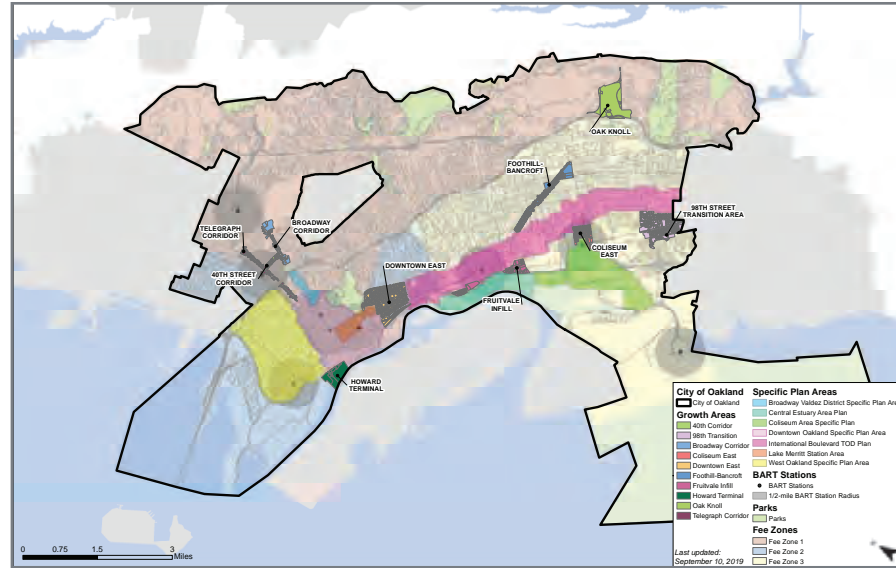 OAK KNOLL
FOOTHILL-
BANCROFT
98TH STREET
TRANSITION AREA
TELEGRAPH
CORRIDOR
BROADWAY
CORRIDOR
COLISEUM
EAST
DOWNTOWN EAST
40TH STREET
CORRIDOR
FRUITVALE
INFILL
HOWARD
TERMINAL
City of Oakland
City of Oakland
Growth Areas
40th Corridor
98th Transition
Broadway Corridor
Coliseum East
Downtown East
Foothill-Bancroft
Fruitvale Infill
Howard Terminal
Oak Knoll
Telegraph Corridor
Last updated:
September 10, 2019
Specific Plan Areas
Broadway Valdez District Specific Plan Are
Central Estuary Area Plan
Coliseum Area Specific Plan
Downtown Oakland Specific Plan Area
International Boulevard TOD Plan
Lake Merritt Station Area
West Oakland Specific Plan Area
BART Stations
BART Stations
1/2-mile BART Station Radius
Parks
Parks
Fee Zones
Fee Zone 1
Fee Zone 2
Fee Zone 3
0 0.75 1.5 3
Miles